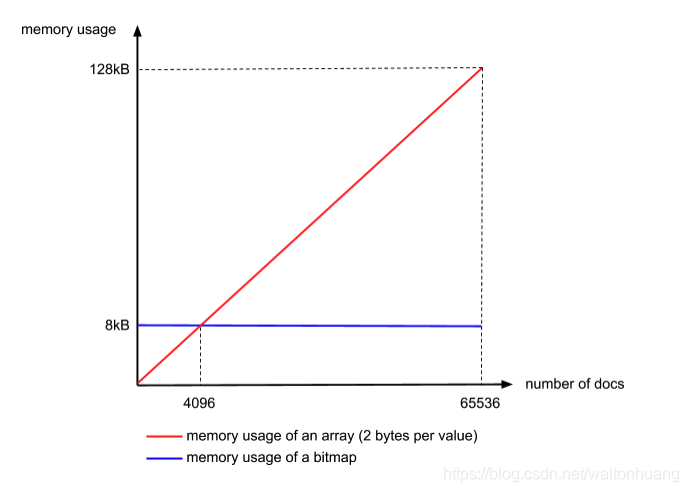 memory usage
128kB
8kB
number of docs
4096
65536
memory usage of an array (2 bytes per value)
memory usage of a bitmap
https://blog.csdn.net/waltonhuang